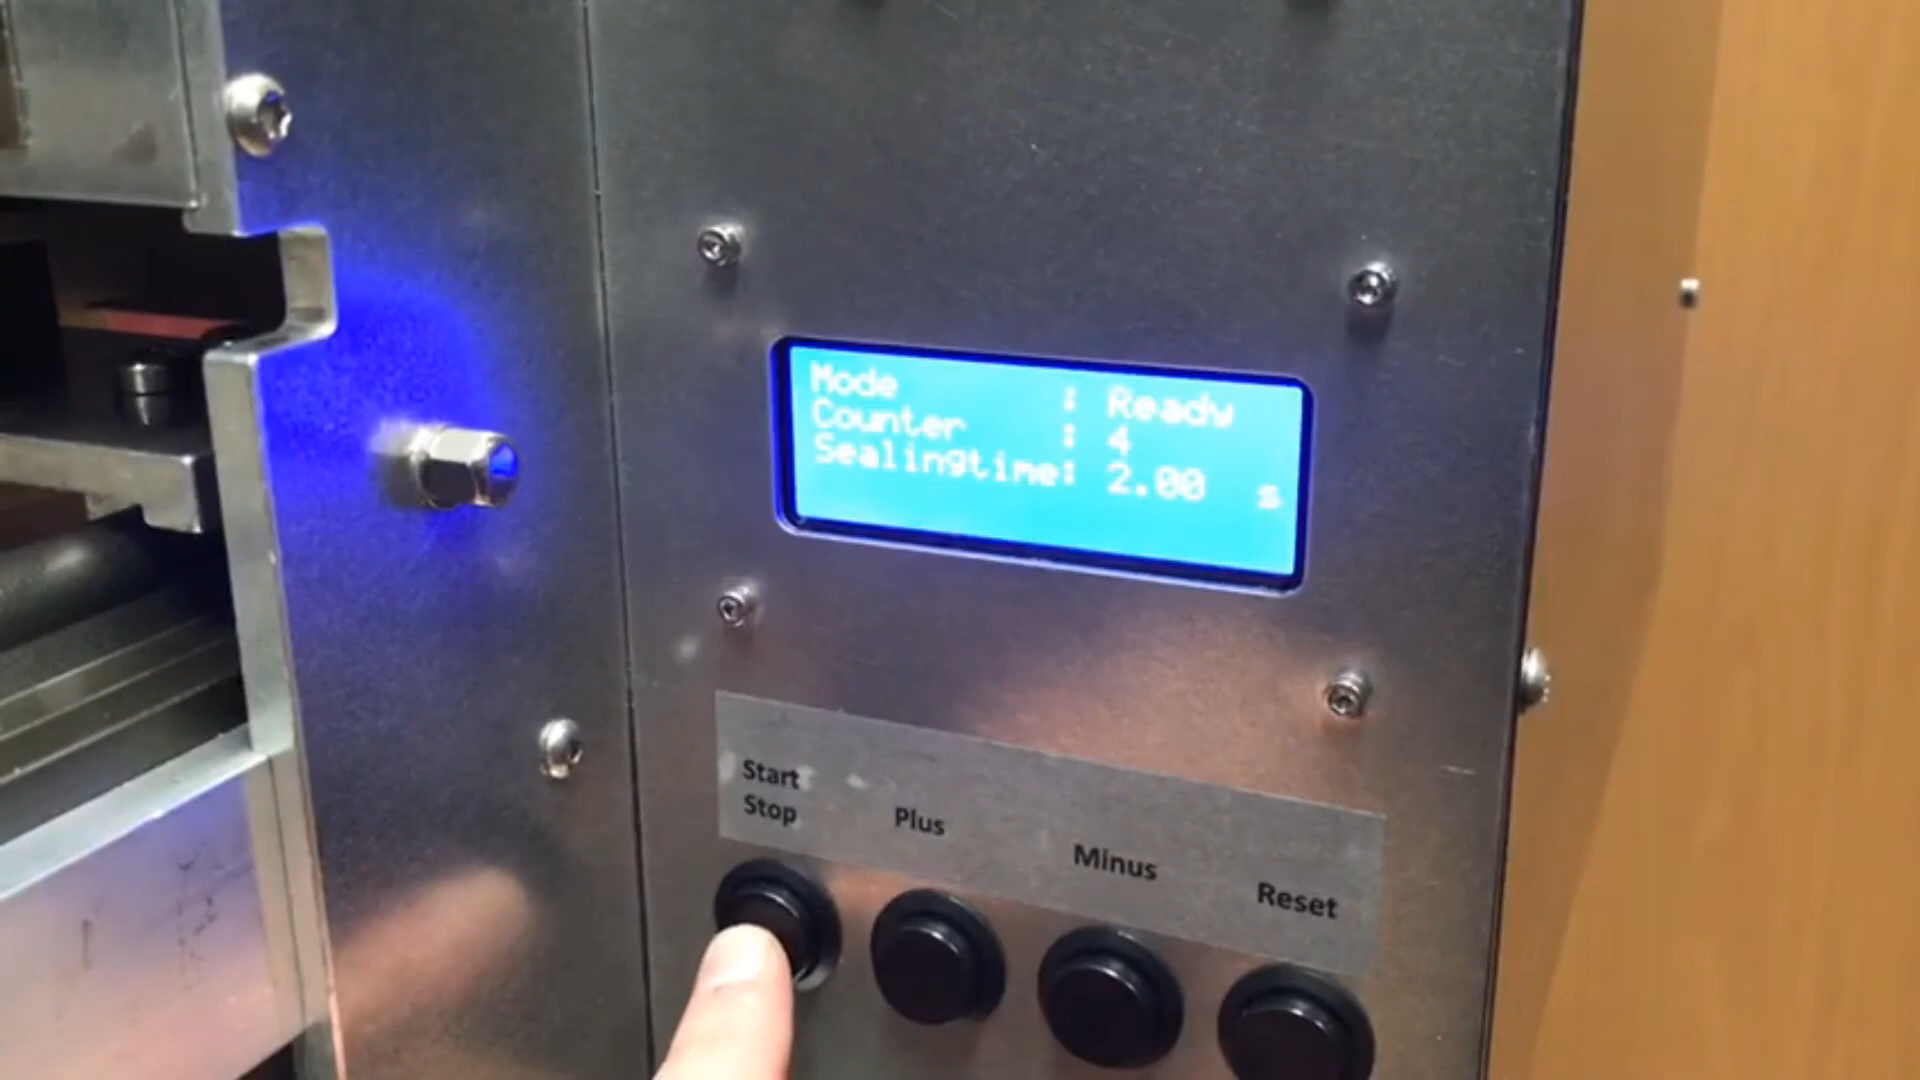 Mode : Ready
Counter : 4
Sealingtime: 2.00 s
Start
Stop
Plus
Minus
Reset